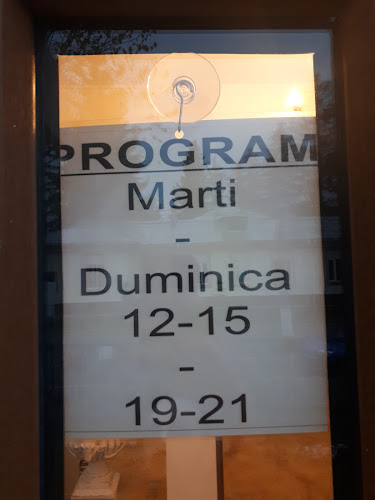 PROGRAM
Marti
-
Duminica
12-15
-
19-21